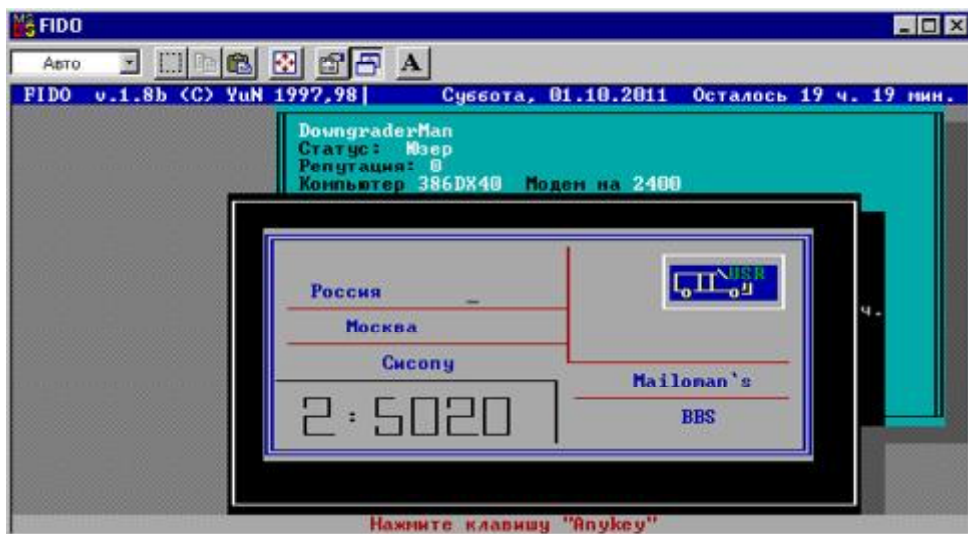 FIDO
Авто
A
FIDO v.1.8b (C) YuN 1997,98| Суббота, 01.10.2011 Осталось 19 ч. 19 мин.
DowngraderMan
Статус: Юзер
Репутация: 0
Компьютер 386DX40 Модем на 2400
ч.
USR
Россия _
Москва
Сисопу
Mailoman`s
2:5020
BBS
Нажмите клавишу "Anykey"